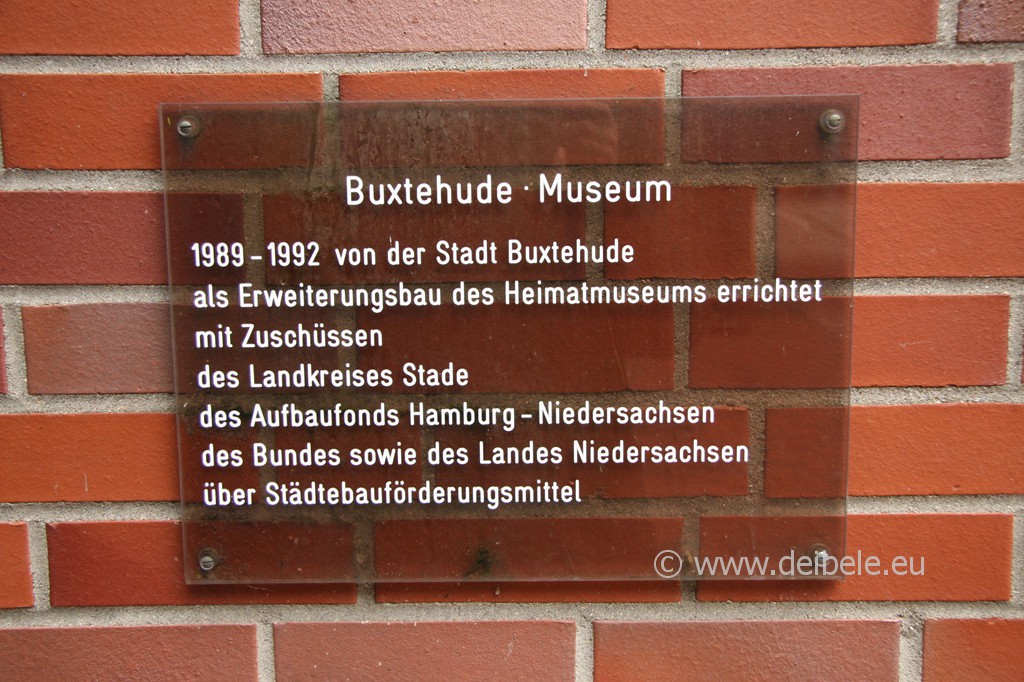 Buxtehude · Museum
1989 – 1992 von der Stadt Buxtehude
als Erweiterungsbau des Heimatmuseums errichtet
mit Zuschüssen
des Landkreises Stade
des Aufbaufonds Hamburg – Niedersachsen
des Bundes sowie des Landes Niedersachsen
über Städtebauförderungsmittel
© www.deibele.eu